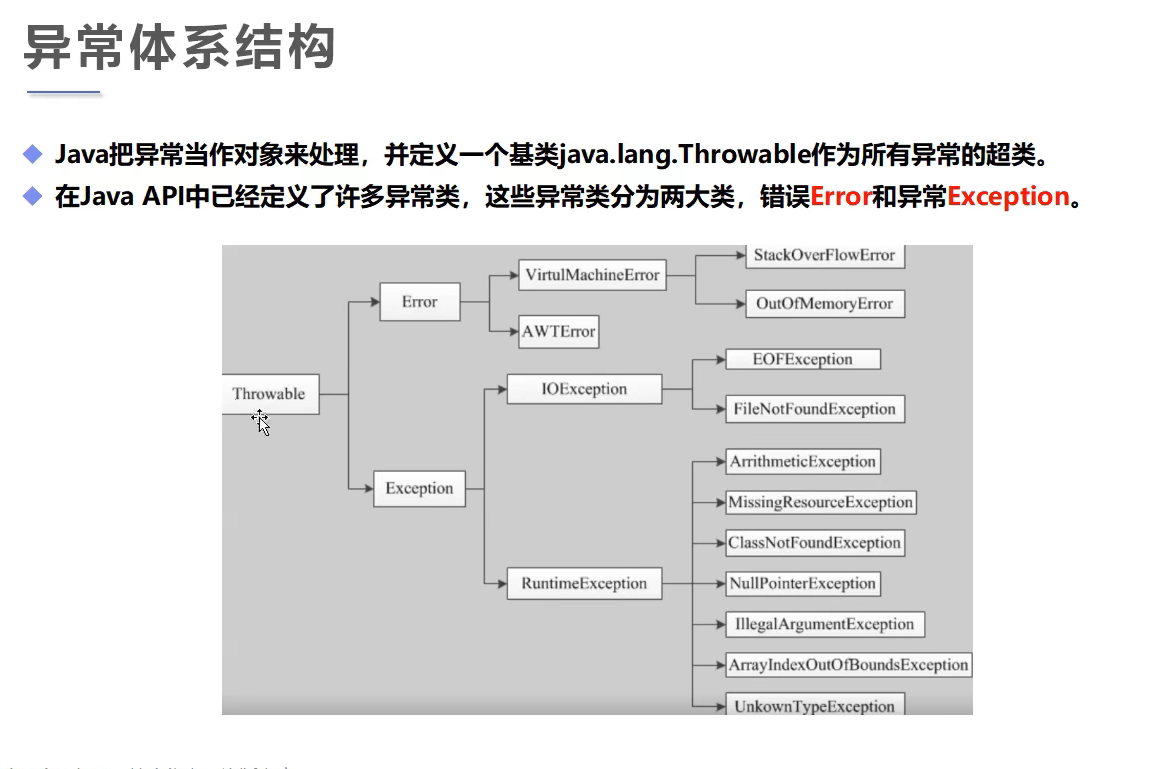 异常体系结构
Java把异常当作对象来处理，并定义一个基类java.lang.Throwable作为所有异常的超类。
在Java API中已经定义了许多异常类，这些异常类分为两大类，错误Error和异常Exception。
StackOverFlowError
VirtulMachineError
Error
OutOfMemoryError
AWTError
EOFException
IOException
Throwable
FileNotFoundException
ArrithmeticException
Exception
MissingResourceException
ClassNotFoundException
RuntimeException
NullPointerException
IllegalArgumentException
ArrayIndexOutOfBoundsException
UnkownTypeException